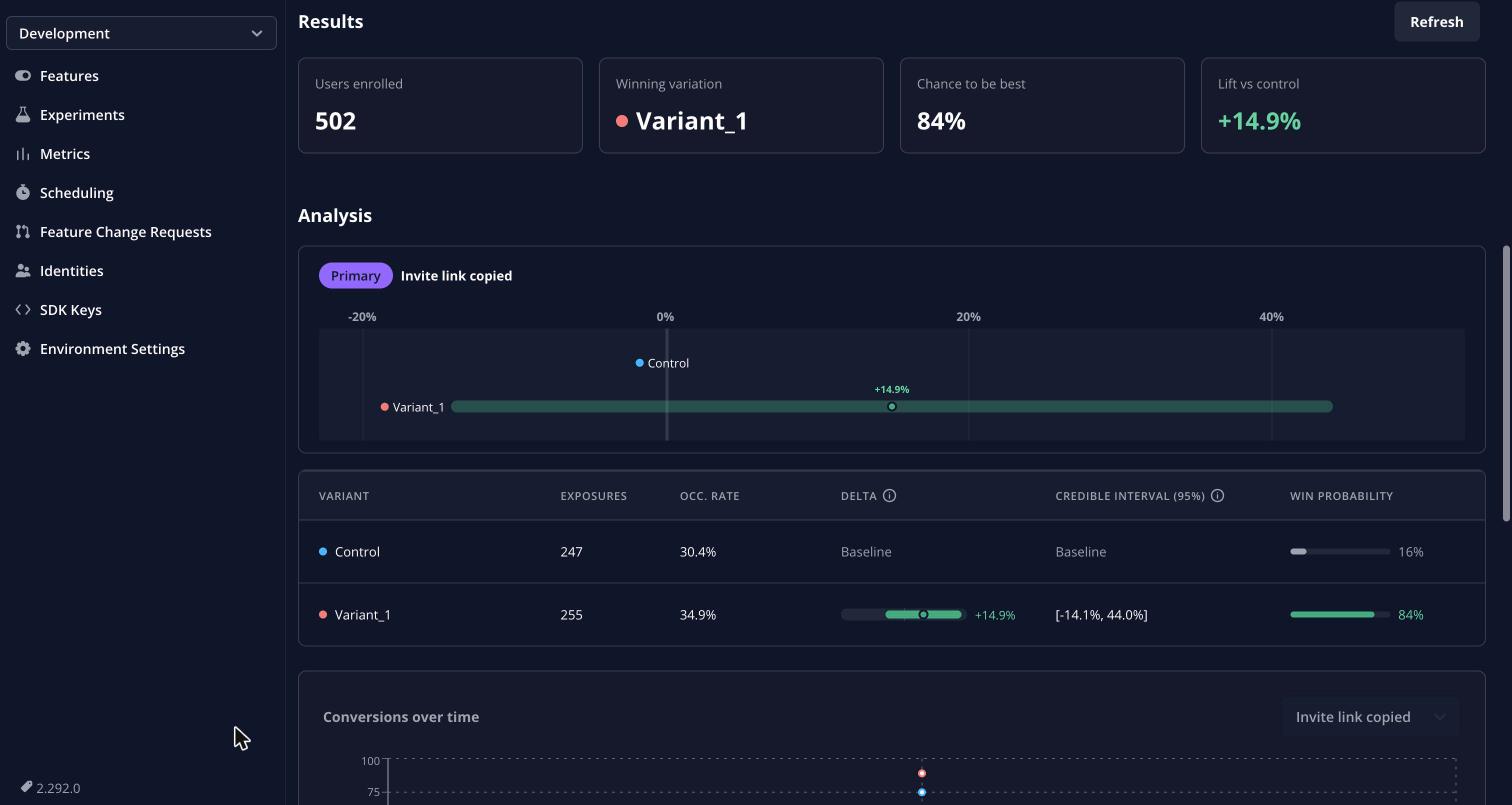 Development
Features
Experiments
Metrics
Scheduling
Feature Change Requests
Identities
SDK Keys
Environment Settings
2.292.0
Results
Refresh
Users enrolled
502
Winning variation
Variant_1
Chance to be best
84%
Lift vs control
+14.9%
Analysis
Primary Invite link copied
-20% 0% 20% 40%
Control
+14.9%
Variant_1
VARIANT EXPOSURES OCC. RATE DELTA CREDIBLE INTERVAL (95%) WIN PROBABILITY
Control 247 30.4% Baseline Baseline 16%
Variant_1 255 34.9% +14.9% [-14.1%, 44.0%] 84%
Conversions over time
Invite link copied
100
75